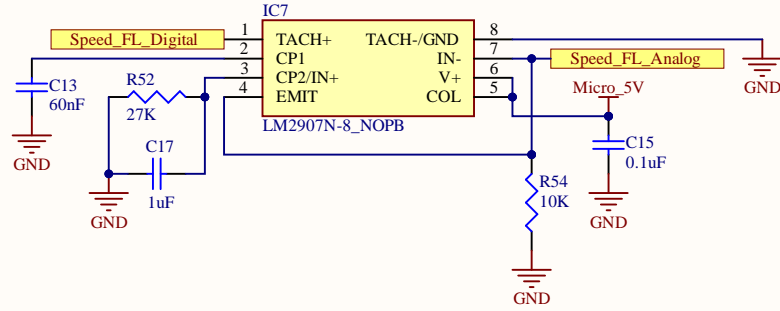 IC7
Speed_FL_Digital
1
TACH+
TACH-/GND
8
2
CP1
IN-
7
Speed_FL_Analog
3
CP2/IN+
V+
6
4
EMIT
COL
5
LM2907N-8_NOPB
C13
60nF
GND
R52
27K
C17
1uF
GND
Micro_5V
C15
0.1uF
GND
R54
10K
GND
GND